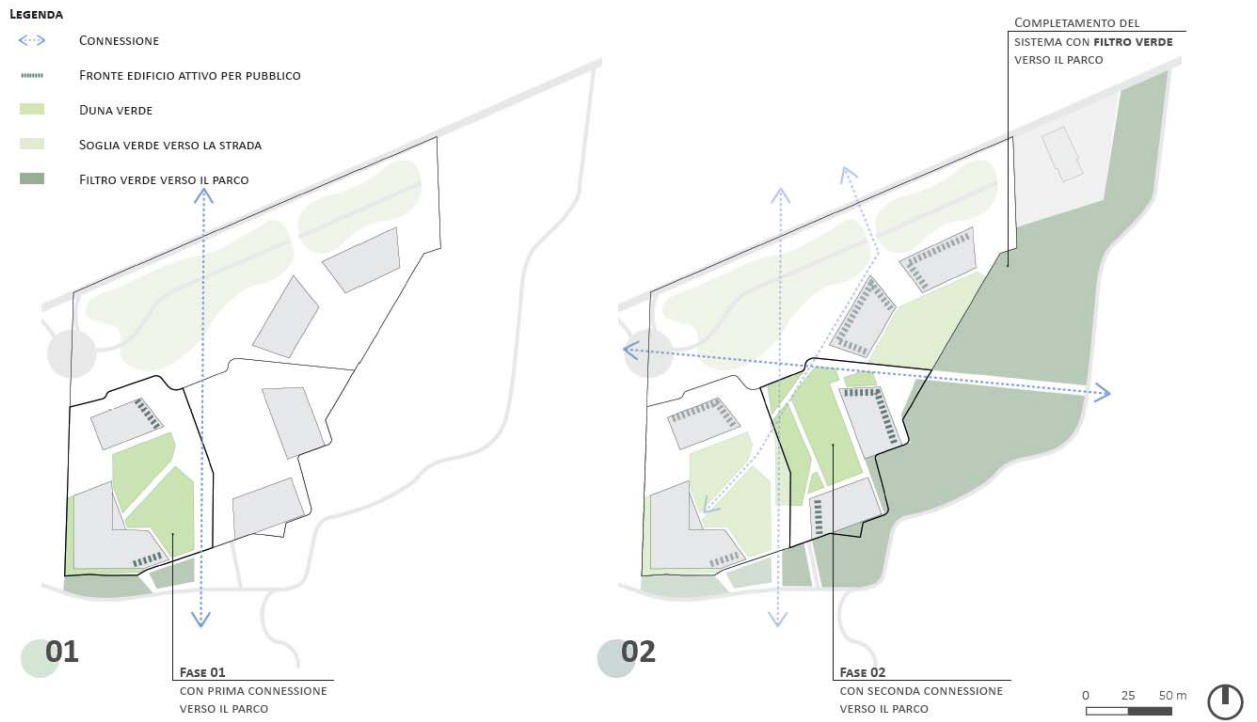 LEGENDA
CONNESSIONE
FRONTE EDIFICIO ATTIVO PER PUBBLICO
DUNA VERDE
SOGLIA VERDE VERSO LA STRADA
FILTRO VERDE VERSO IL PARCO
COMPLETAMENTO DEL
SISTEMA CON FILTRO VERDE
VERSO IL PARCO
01
FASE 01
CON PRIMA CONNESSIONE
VERSO IL PARCO
02
FASE 02
CON SECONDA CONNESSIONE
VERSO IL PARCO
0 25 50 m